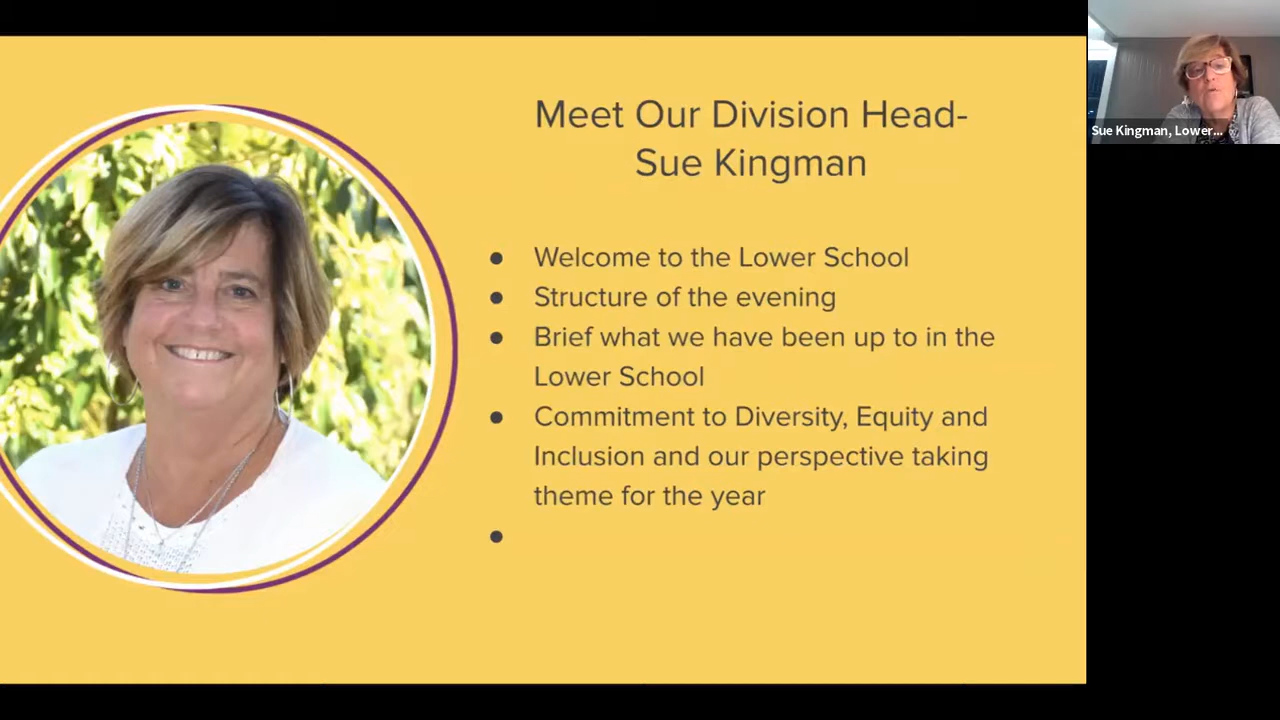 Meet Our Division Head-
Sue Kingman
● Welcome to the Lower School
● Structure of the evening
● Brief what we have been up to in the
Lower School
● Commitment to Diversity, Equity and
Inclusion and our perspective taking
theme for the year
●
Sue Kingman, Lower...